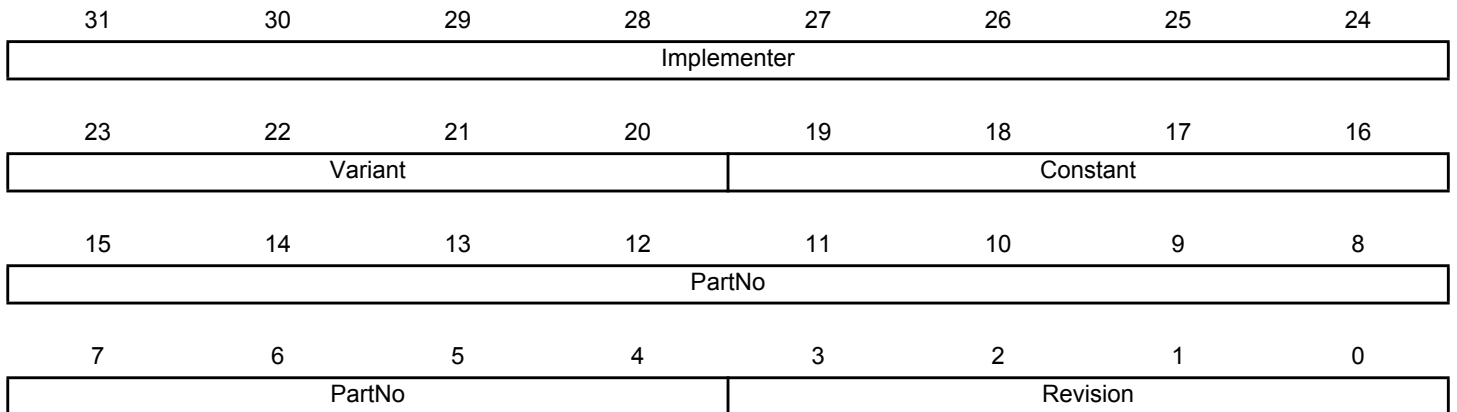 31 30 29 28 27 26 25 24
Implementer
23 22 21 20 19 18 17 16
Variant Constant
15 14 13 12 11 10 9 8
PartNo
7 6 5 4 3 2 1 0
PartNo Revision